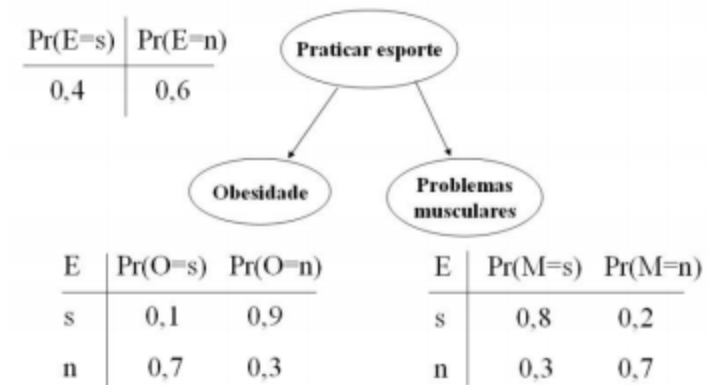 Pr(E=s) Pr(E=n)
0,4 0,6
Praticar esporte
Obesidade
Problemas
musculares
E Pr(O=s) Pr(O=n)
s 0,1 0,9
n 0,7 0,3
E Pr(M=s) Pr(M=n)
s 0,8 0,2
n 0,3 0,7